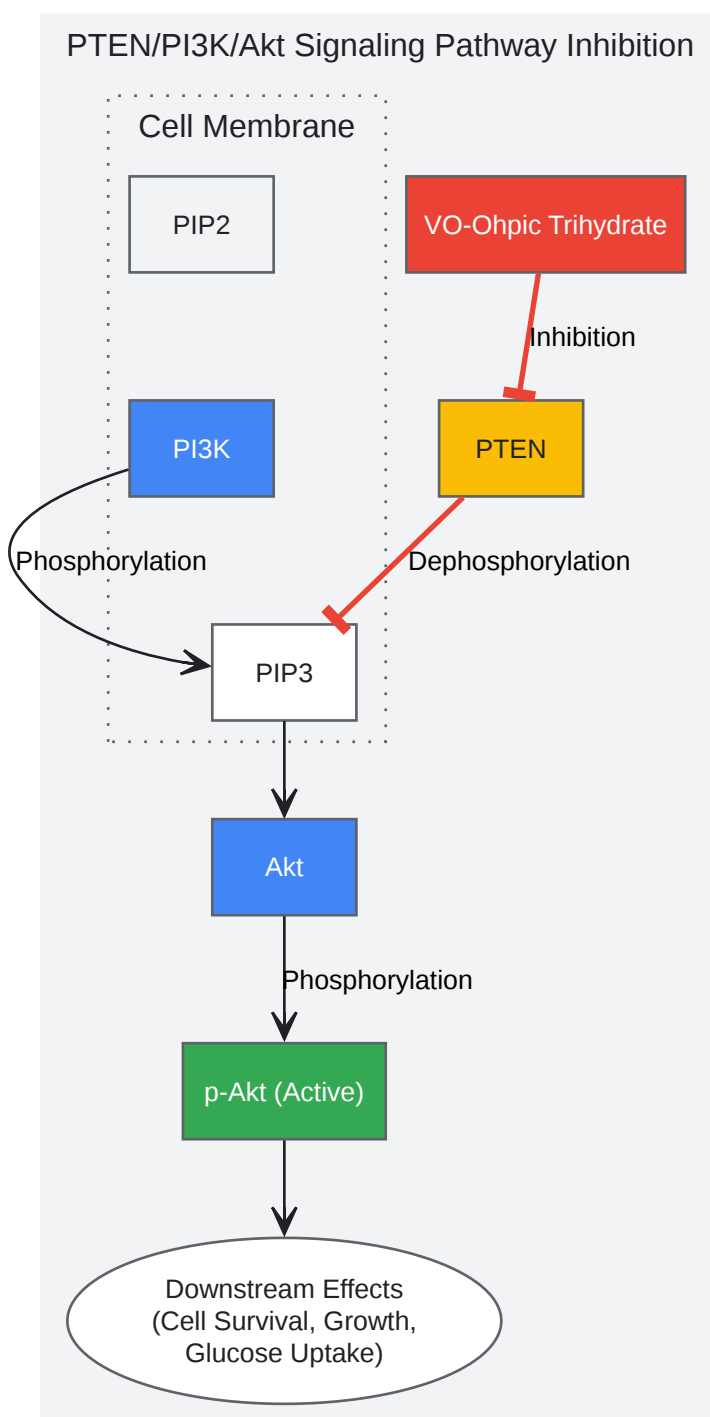 PTEN/PI3K/Akt Signaling Pathway Inhibition
Cell Membrane
PIP2
VO-Ohpic Trihydrate
Inhibition
PI3K
PTEN
Phosphorylation
Dephosphorylation
PIP3
Akt
Phosphorylation
p-Akt (Active)
Downstream Effects
(Cell Survival, Growth,
Glucose Uptake)